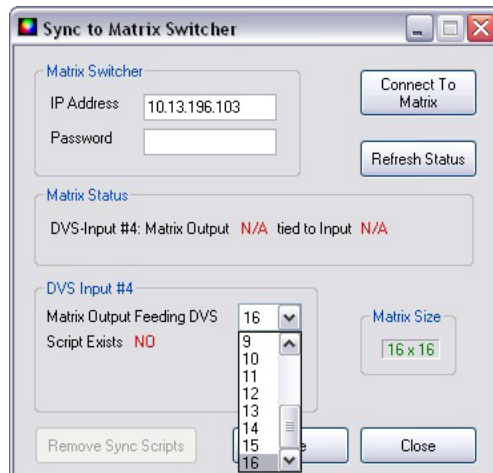 Sync to Matrix Switcher
Matrix Switcher
IP Address 10.13.196.103
Password
Connect To
Matrix
Refresh Status
Matrix Status
DVS-Input #4: Matrix Output N/A tied to Input N/A
DVS Input #4
Matrix Output Feeding DVS 16
Script Exists NO
9
10
11
12
13
14
15
16
Matrix Size
16 x 16
Remove Sync Scripts
Close